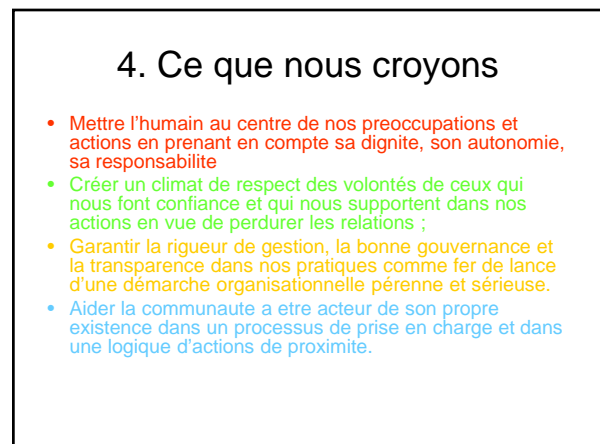 4. Ce que nous croyons
• Mettre l’humain au centre de nos preoccupations et
actions en prenant en compte sa dignite, son autonomie,
sa responsabilite
• Créer un climat de respect des volontés de ceux qui
nous font confiance et qui nous supportent dans nos
actions en vue de perdurer les relations ;
• Garantir la rigueur de gestion, la bonne gouvernance et
la transparence dans nos pratiques comme fer de lance
d’une démarche organisationnelle pérenne et sérieuse.
• Aider la communaute a etre acteur de son propre
existence dans un processus de prise en charge et dans
une logique d’actions de proximite.